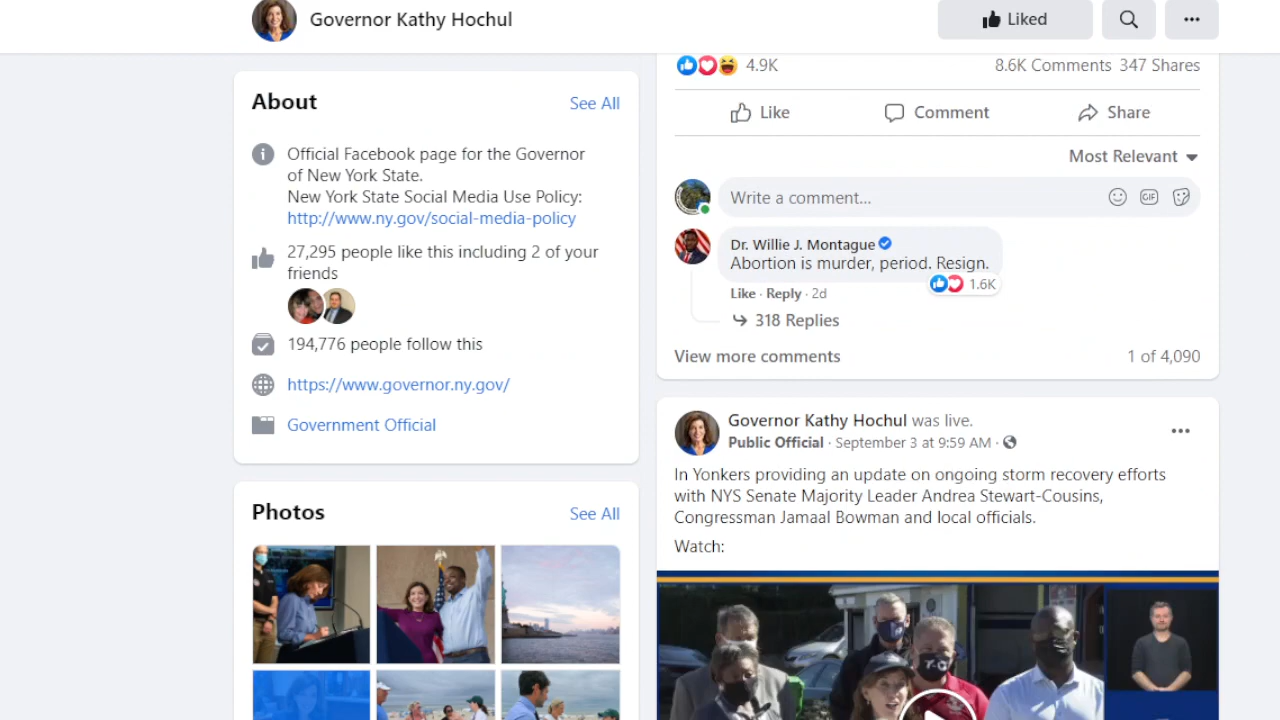 Governor Kathy Hochul
Liked
About
See All
Official Facebook page for the Governor
of New York State.
New York State Social Media Use Policy:
http://www.ny.gov/social-media-policy
27,295 people like this including 2 of your
friends
194,776 people follow this
https://www.governor.ny.gov/
Government Official
Photos
See All
4.9K
8.6K Comments 347 Shares
Like
Comment
Share
Most Relevant
Write a comment...
GIF
Dr. Willie J. Montague
Abortion is murder, period. Resign.
1.6K
Like · Reply · 2d
318 Replies
View more comments
1 of 4,090
Governor Kathy Hochul was live.
Public Official · September 3 at 9:59 AM ·
In Yonkers providing an update on ongoing storm recovery efforts
with NYS Senate Majority Leader Andrea Stewart-Cousins,
Congressman Jamaal Bowman and local officials.
Watch: